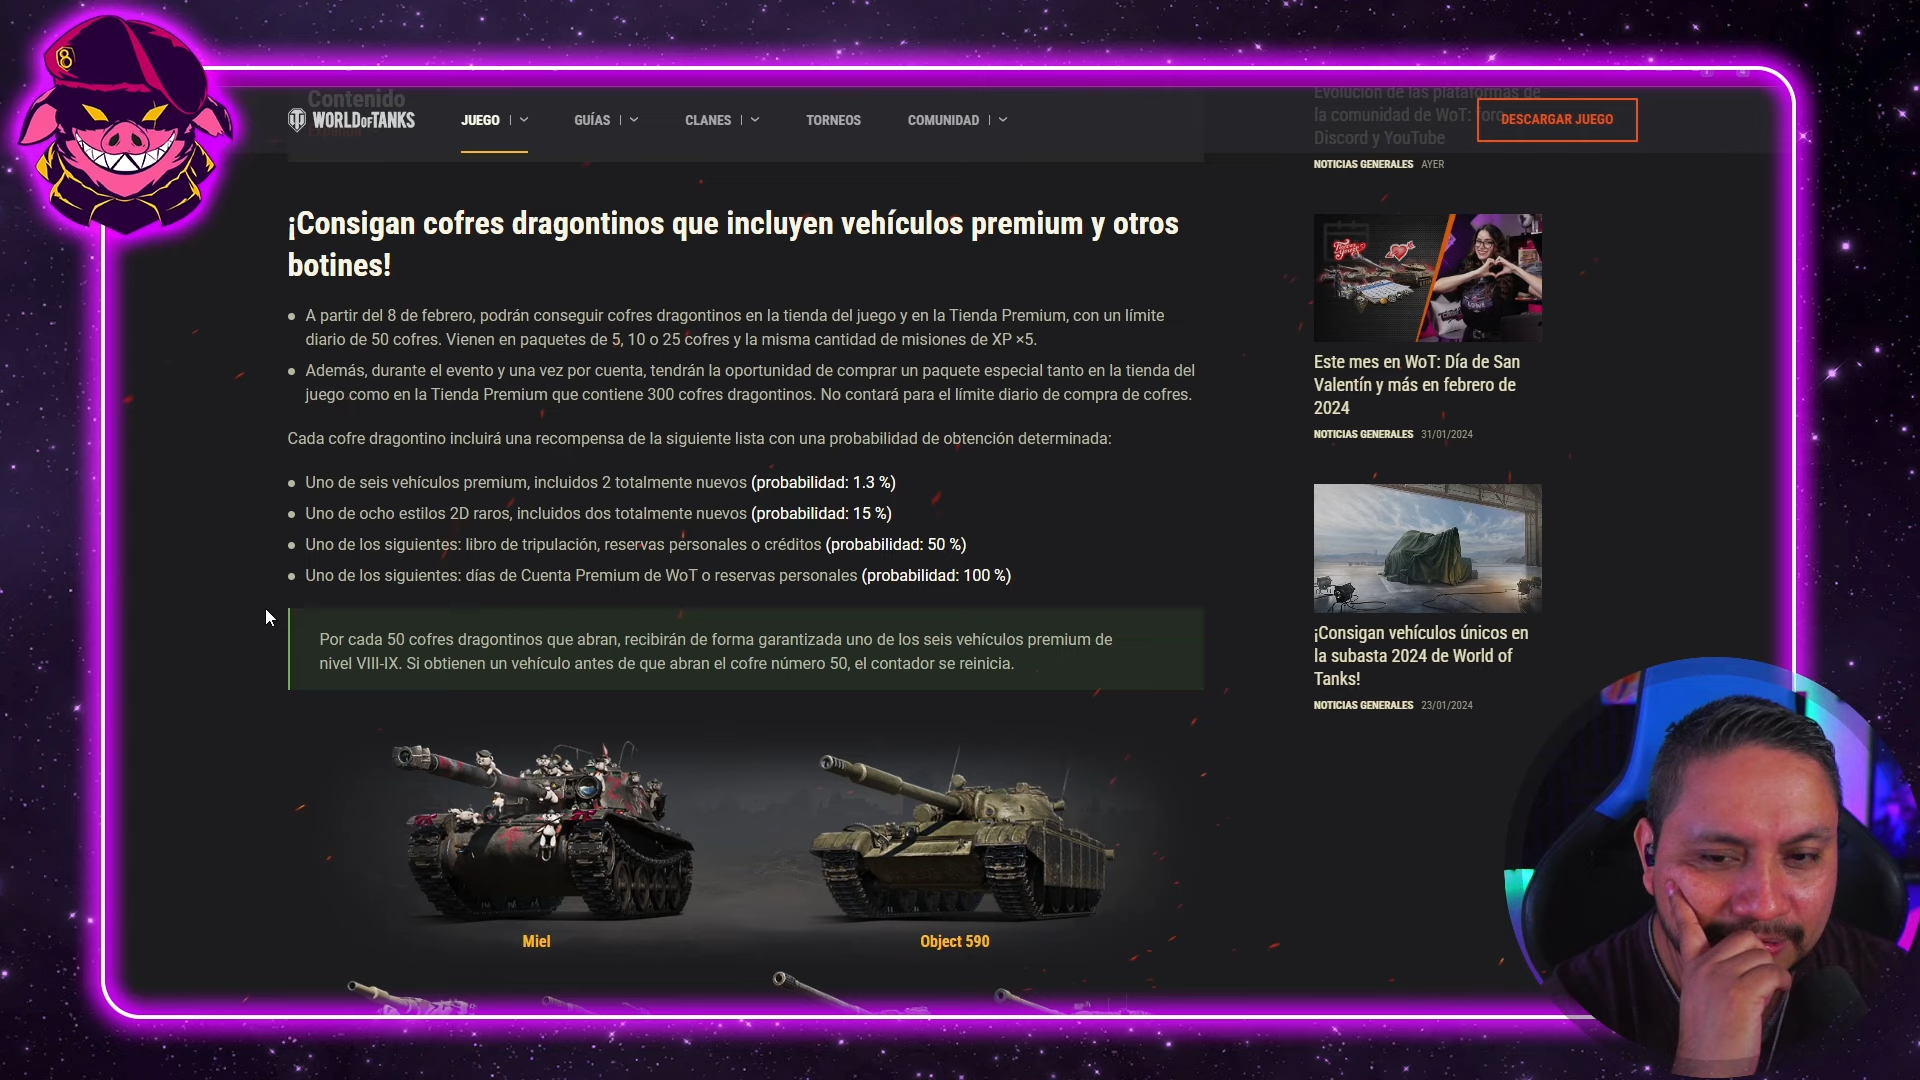 8
Contenido
WORLD OF TANKS
JUEGO
GUÍAS
CLANES
TORNEOS
COMUNIDAD
DESCARGAR JUEGO
¡Consigan cofres dragontinos que incluyen vehículos premium y otros
botines!
A partir del 8 de febrero, podrán conseguir cofres dragontinos en la tienda del juego y en la Tienda Premium, con un límite
diario de 50 cofres. Vienen en paquetes de 5, 10 o 25 cofres y la misma cantidad de misiones de XP ×5.
Además, durante el evento y una vez por cuenta, tendrán la oportunidad de comprar un paquete especial tanto en la tienda del
juego como en la Tienda Premium que contiene 300 cofres dragontinos. No contará para el límite diario de compra de cofres.
Cada cofre dragontino incluirá una recompensa de la siguiente lista con una probabilidad de obtención determinada:
Uno de seis vehículos premium, incluidos 2 totalmente nuevos (probabilidad: 1.3 %)
Uno de ocho estilos 2D raros, incluidos dos totalmente nuevos (probabilidad: 15 %)
Uno de los siguientes: libro de tripulación, reservas personales o créditos (probabilidad: 50 %)
Uno de los siguientes: días de Cuenta Premium de WoT o reservas personales (probabilidad: 100 %)
Por cada 50 cofres dragontinos que abran, recibirán de forma garantizada uno de los seis vehículos premium de
nivel VIII-IX. Si obtienen un vehículo antes de que abran el cofre número 50, el contador se reinicia.
Miel
Object 590
Evolución de las plataformas de
la comunidad de WoT: foro,
Discord y YouTube
NOTICIAS GENERALES AYER
Este mes en WoT: Día de San
Valentín y más en febrero de
2024
NOTICIAS GENERALES 31/01/2024
¡Consigan vehículos únicos en
la subasta 2024 de World of
Tanks!
NOTICIAS GENERALES 23/01/2024